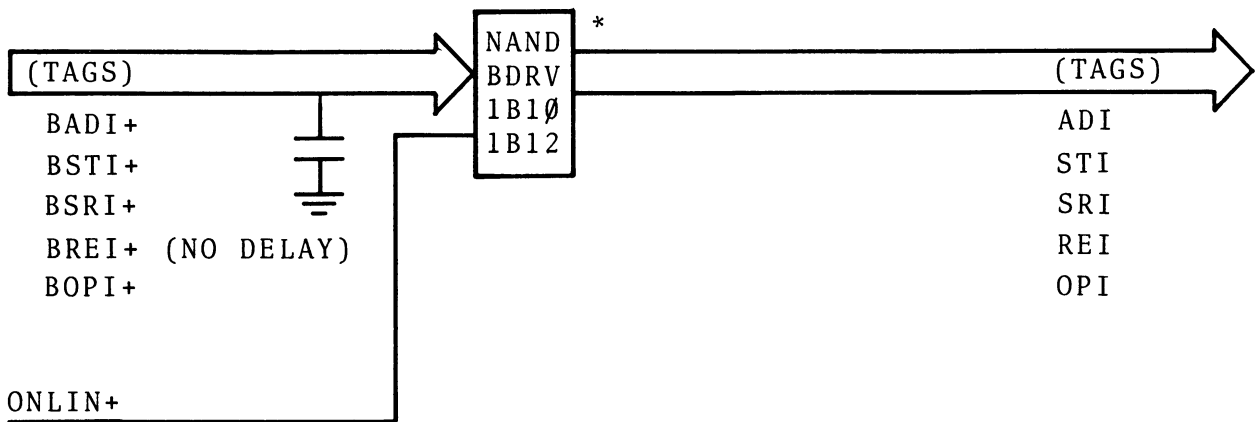 *
NAND
BDRV
1B1Ø
1B12
(TAGS)
BADI+
BSTI+
BSRI+
BREI+ (NO DELAY)
BOPI+
(TAGS)
ADI
STI
SRI
REI
OPI
ONLIN+